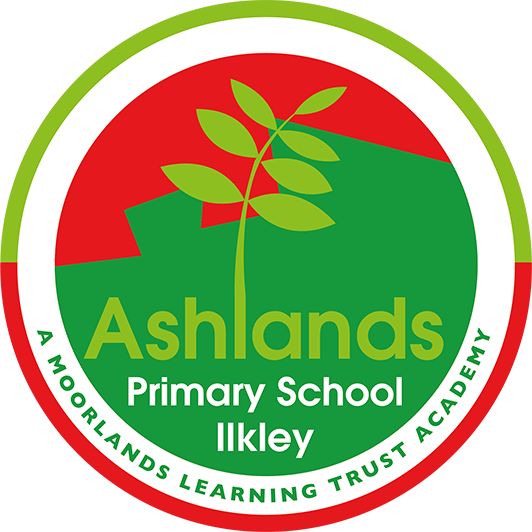 Ashlands
Primary School
Ilkley
A MOORLANDS LEARNING TRUST ACADEMY